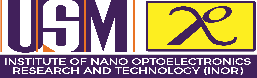 USM
INSTITUTE OF NANO OPTOELECTRONICS
RESEARCH AND TECHNOLOGY (INOR)